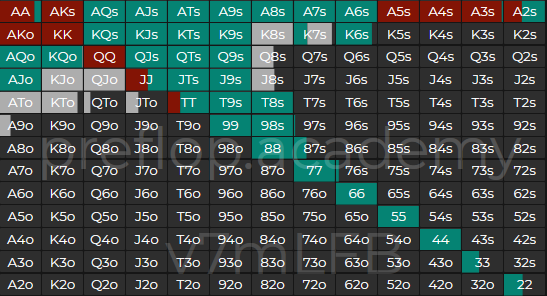 AA AKs AQs AJs ATs A9s A8s A7s A6s A5s A4s A3s A2s
AKo KK KQs KJs KTs K9s K8s K7s K6s K5s K4s K3s K2s
AQo KQo QQ QJs QTs Q9s Q8s Q7s Q6s Q5s Q4s Q3s Q2s
AJo KJo QJo JJ JTs J9s J8s J7s J6s J5s J4s J3s J2s
ATo KTo QTo JTo TT T9s T8s T7s T6s T5s T4s T3s T2s
A9o K9o Q9o J9o T9o 99 98s 97s 96s 95s 94s 93s 92s
A8o K8o Q8o J8o T8o 98o 88 87s 86s 85s 84s 83s 82s
preflop.academy
A7o K7o Q7o J7o T7o 97o 87o 77 76s 75s 74s 73s 72s
A6o K6o Q6o J6o T6o 96o 86o 76o 66 65s 64s 63s 62s
A5o K5o Q5o J5o T5o 95o 85o 75o 65o 55 54s 53s 52s
A4o K4o Q4o J4o T4o 94o 84o 74o 64o 54o 44 43s 42s
v7mLFB
A3o K3o Q3o J3o T3o 93o 83o 73o 63o 53o 43o 33 32s
A2o K2o Q2o J2o T2o 92o 82o 72o 62o 52o 42o 32o 22